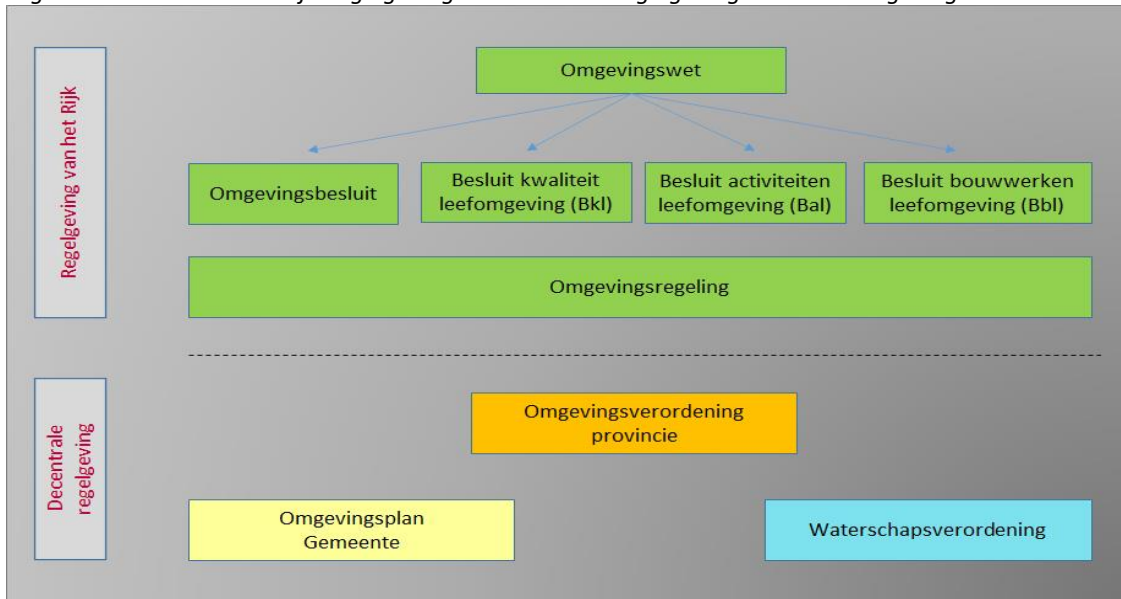 Regelgeving van het Rijk
Omgevingswet
Omgevingsbesluit
Besluit kwaliteit
leefomgeving (Bkl)
Besluit activiteiten
leefomgeving (Bal)
Besluit bouwwerken
leefomgeving (Bbl)
Omgevingsregeling
Decentrale
regelgeving
Omgevingsverordening
provincie
Omgevingsplan
Gemeente
Waterschapsverordening